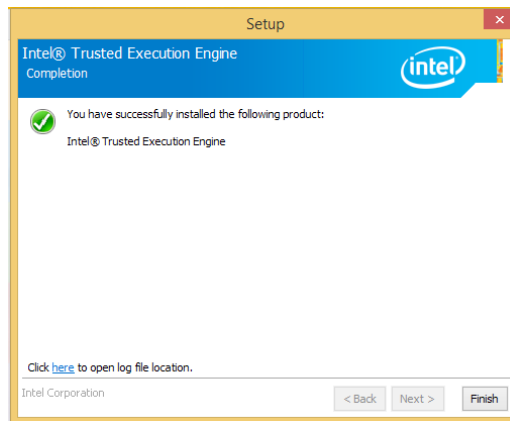 Setup
Intel® Trusted Execution Engine
Completion
intel
You have successfully installed the following product:
Intel® Trusted Execution Engine
Click here to open log file location.
Intel Corporation
< Back Next > Finish